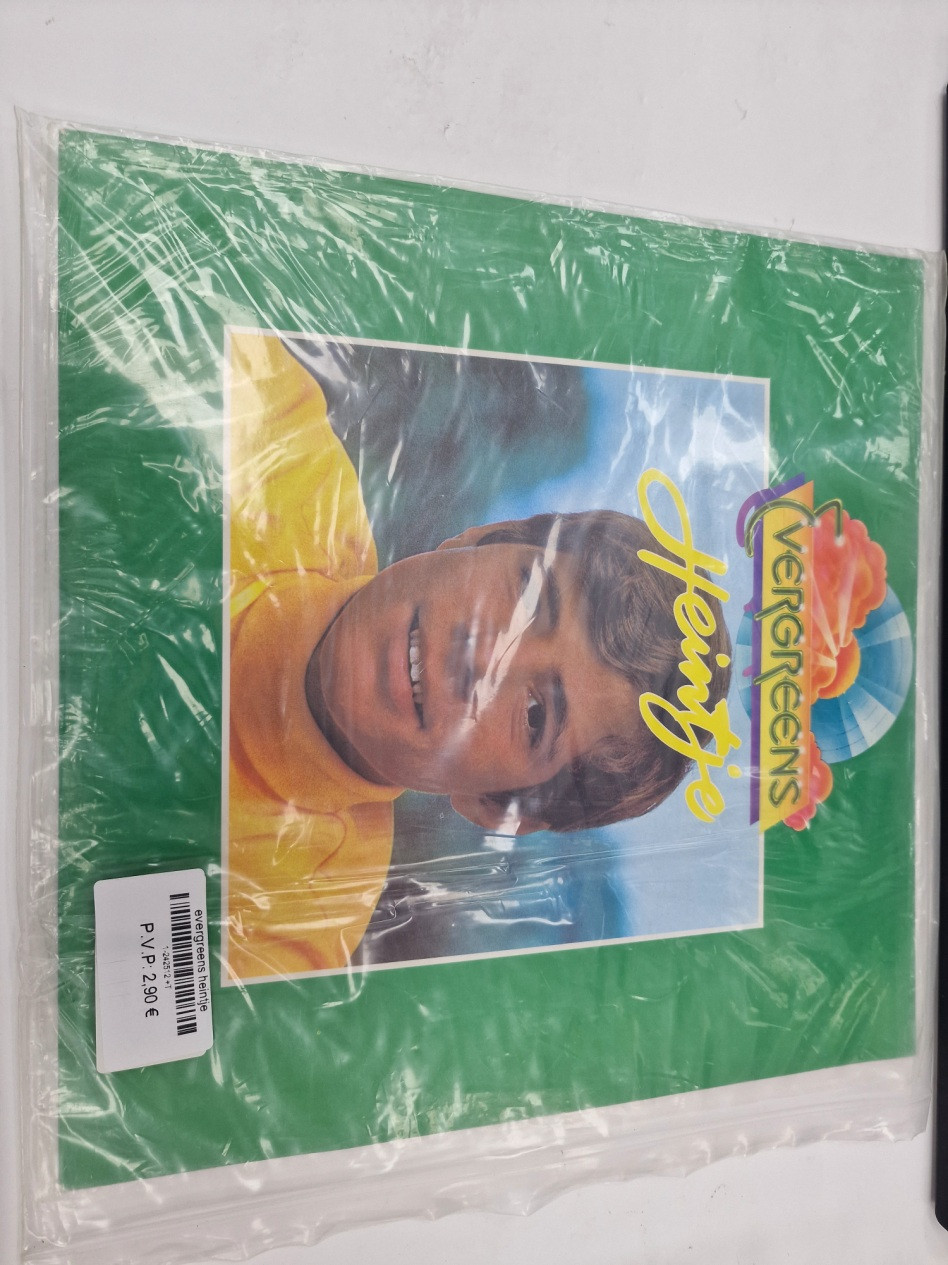 EVERGREENS
Heintje
evergreens heintje
P.V.P: 2,90 €